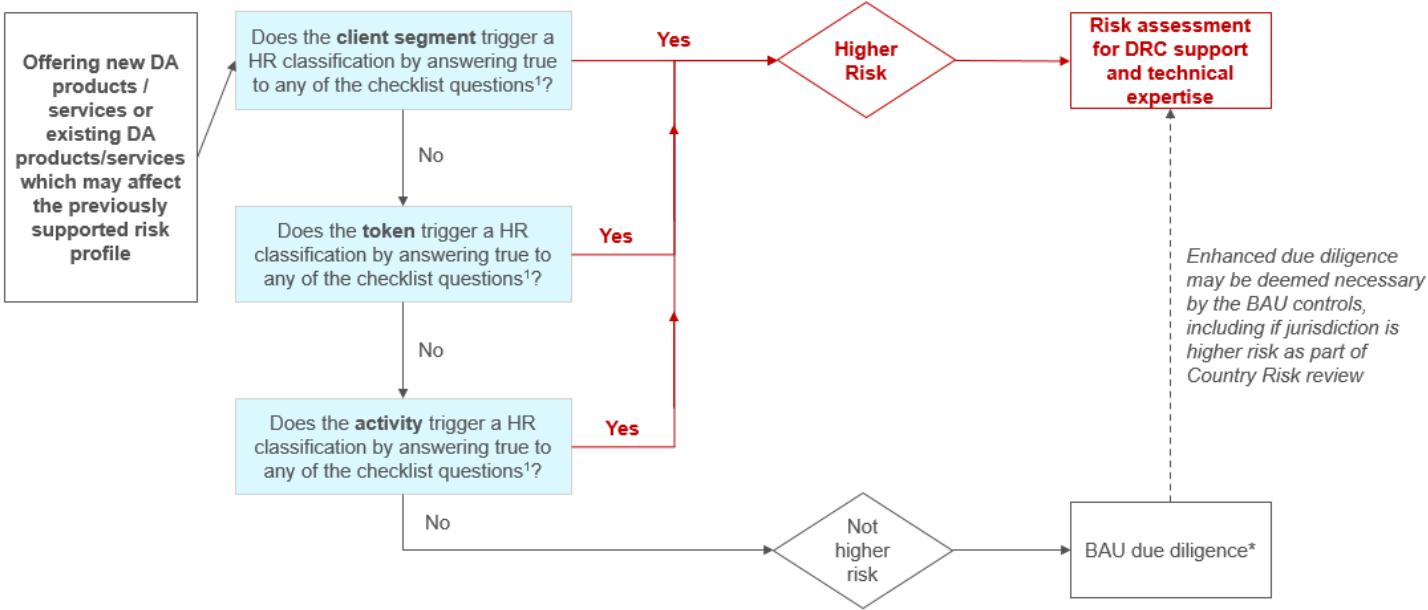 Offering new DA
products /
services or
existing DA
products/services
which may affect
the previously
supported risk
profile
Does the client segment trigger a
HR classification by answering true
to any of the checklist questions¹?
Yes
Higher
Risk
Risk assessment
for DRC support
and technical
expertise
No
Does the token trigger a HR
classification by answering true to
any of the checklist questions¹?
Yes
Enhanced due diligence
may be deemed necessary
by the BAU controls,
including if jurisdiction is
higher risk as part of
Country Risk review
No
Does the activity trigger a HR
classification by answering true to
any of the checklist questions¹?
Yes
No
Not
higher
risk
BAU due diligence*